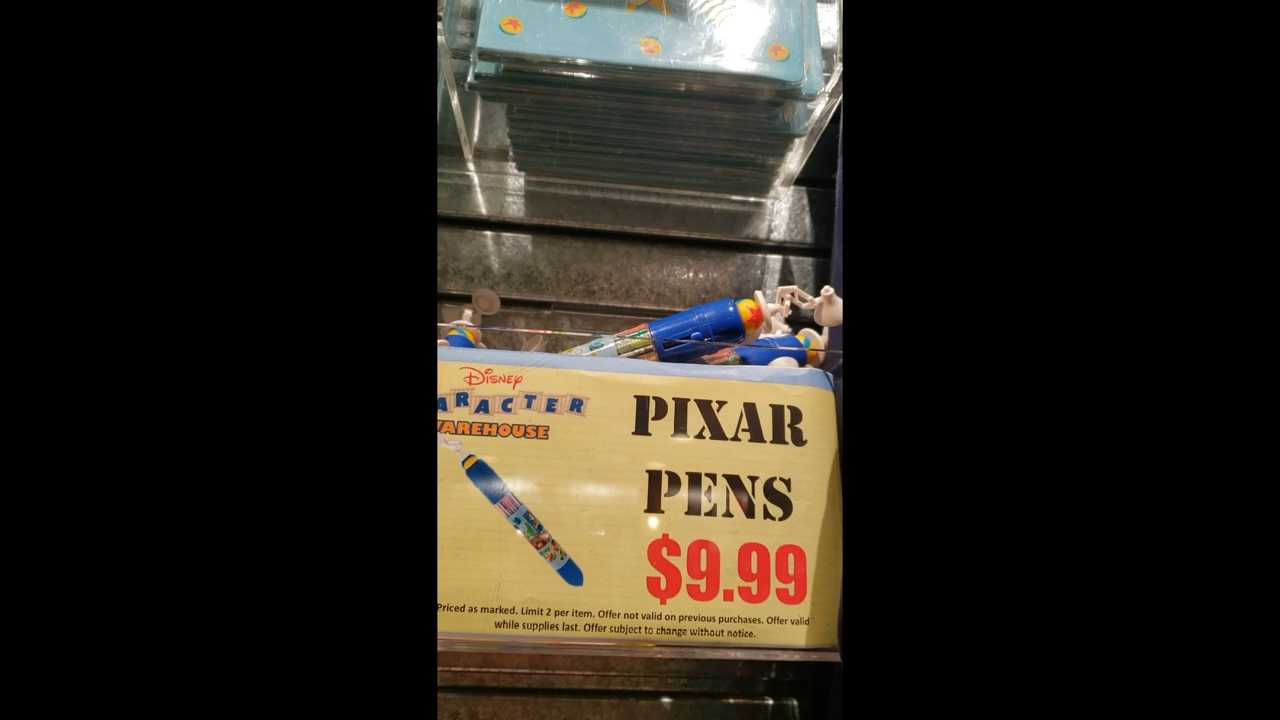 Disney
ARACTER
WAREHOUSE
PIXAR
PENS
$9.99
Priced as marked. Limit 2 per item. Offer not valid on previous purchases. Offer valid
while supplies last. Offer subject to change without notice.